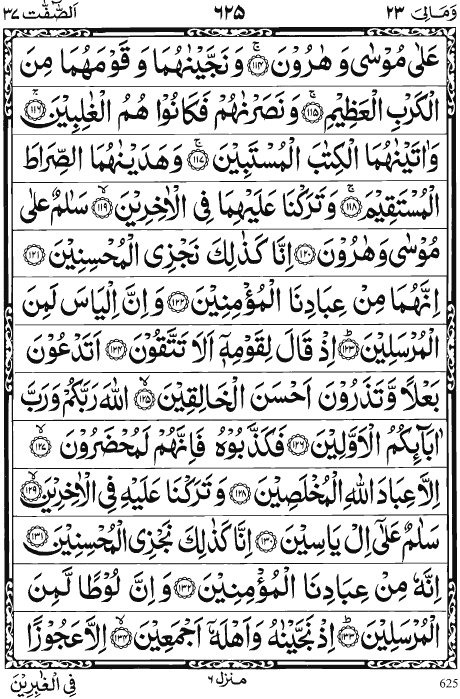 وَمَالِیَ ٢٣ ٦٢٥ اَلصّٰٓفّٰت ٣٧
عَلٰى مُوْسٰى وَ هٰرُوْنَ ۝١١٤ وَ نَجَّيْنٰهُمَا وَ قَوْمَهُمَا مِنَ
الْكَرْبِ الْعَظِيْمِ ۝١١٥ وَ نَصَرْنٰهُمْ فَكَانُوْا هُمُ الْغٰلِبِيْنَ ۝١١٦
وَ اٰتَيْنٰهُمَا الْكِتٰبَ الْمُسْتَبِيْنَ ۝١١٧ وَ هَدَيْنٰهُمَا الصِّرَاطَ
الْمُسْتَقِيْمَ ۝١١٨ وَ تَرَكْنَا عَلَيْهِمَا فِى الْاٰخِرِيْنَ ۝١١٩ سَلٰمٌ عَلٰى
مُوْسٰى وَ هٰرُوْنَ ۝١٢٠ اِنَّا كَذٰلِكَ نَجْزِى الْمُحْسِنِيْنَ ۝١٢١
اِنَّهُمَا مِنْ عِبَادِنَا الْمُؤْمِنِيْنَ ۝١٢٢ وَ اِنَّ اِلْيَاسَ لَمِنَ
الْمُرْسَلِيْنَ ۝١٢٣ اِذْ قَالَ لِقَوْمِهٖٓ اَلَا تَتَّقُوْنَ ۝١٢٤ اَتَدْعُوْنَ
بَعْلًا وَّ تَذَرُوْنَ اَحْسَنَ الْخَالِقِيْنَ ۝١٢٥ اللّٰهَ رَبَّكُمْ وَ رَبَّ
اٰبَآىِٕكُمُ الْاَوَّلِيْنَ ۝١٢٦ فَكَذَّبُوْهُ فَاِنَّهُمْ لَمُحْضَرُوْنَ ۝١٢٧
اِلَّا عِبَادَ اللّٰهِ الْمُخْلَصِيْنَ ۝١٢٨ وَ تَرَكْنَا عَلَيْهِ فِى الْاٰخِرِيْنَ ۝١٢٩
سَلٰمٌ عَلٰٓى اِلْ يَاسِيْنَ ۝١٣٠ اِنَّا كَذٰلِكَ نَجْزِى الْمُحْسِنِيْنَ ۝١٣١
اِنَّهٗ مِنْ عِبَادِنَا الْمُؤْمِنِيْنَ ۝١٣٢ وَ اِنَّ لُوْطًا لَّمِنَ
الْمُرْسَلِيْنَ ۝١٣٣ اِذْ نَجَّيْنٰهُ وَ اَهْلَهٗٓ اَجْمَعِيْنَ ۝١٣٤ اِلَّا عَجُوْزًا
منزل ٦
فِى الْغٰبِرِيْنَ
625